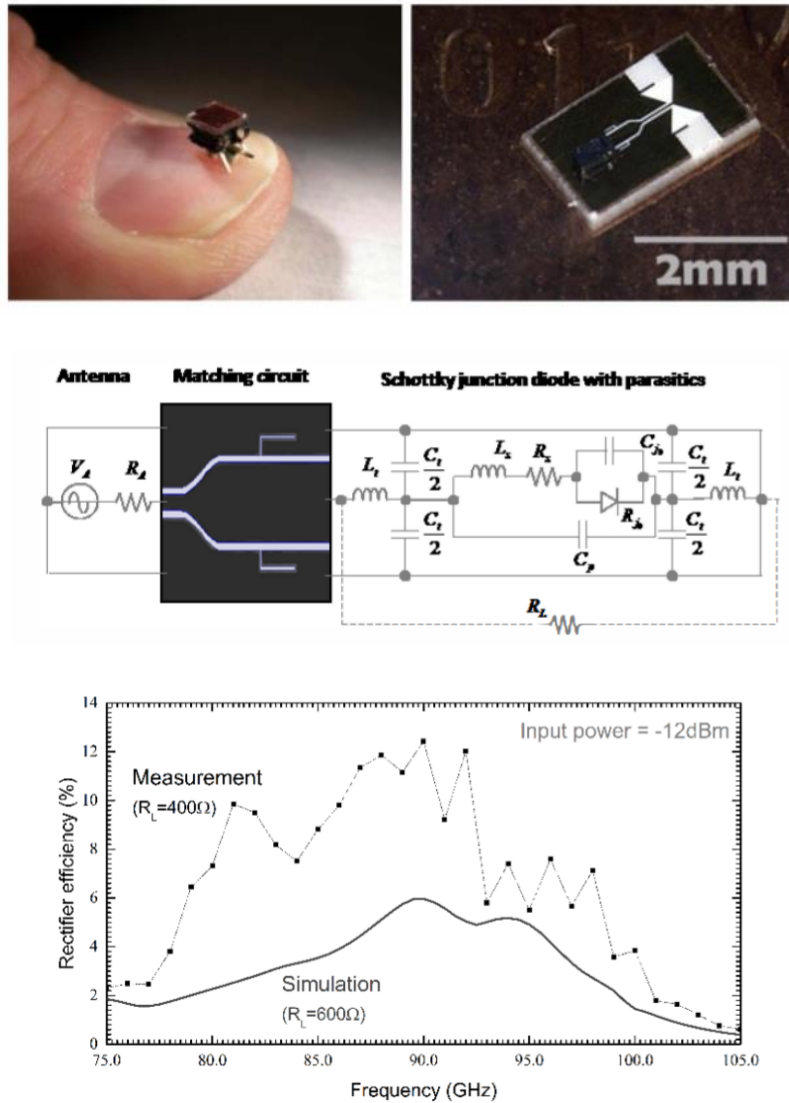 01
2mm
Antenna Matching circuit Schottky junction diode with parasitics
V_A R_A
L_t C_t/2 L_s R_s C_j0 C_t/2 L_t
R_j0
C_t/2 C_p C_t/2
R_L
14
12
10
8
6
4
2
0
Rectifier efficiency (%)
Input power = -12dBm
Measurement
(R_L=400Ω)
Simulation
(R_L=600Ω)
75.0 80.0 85.0 90.0 95.0 100.0 105.0
Frequency (GHz)